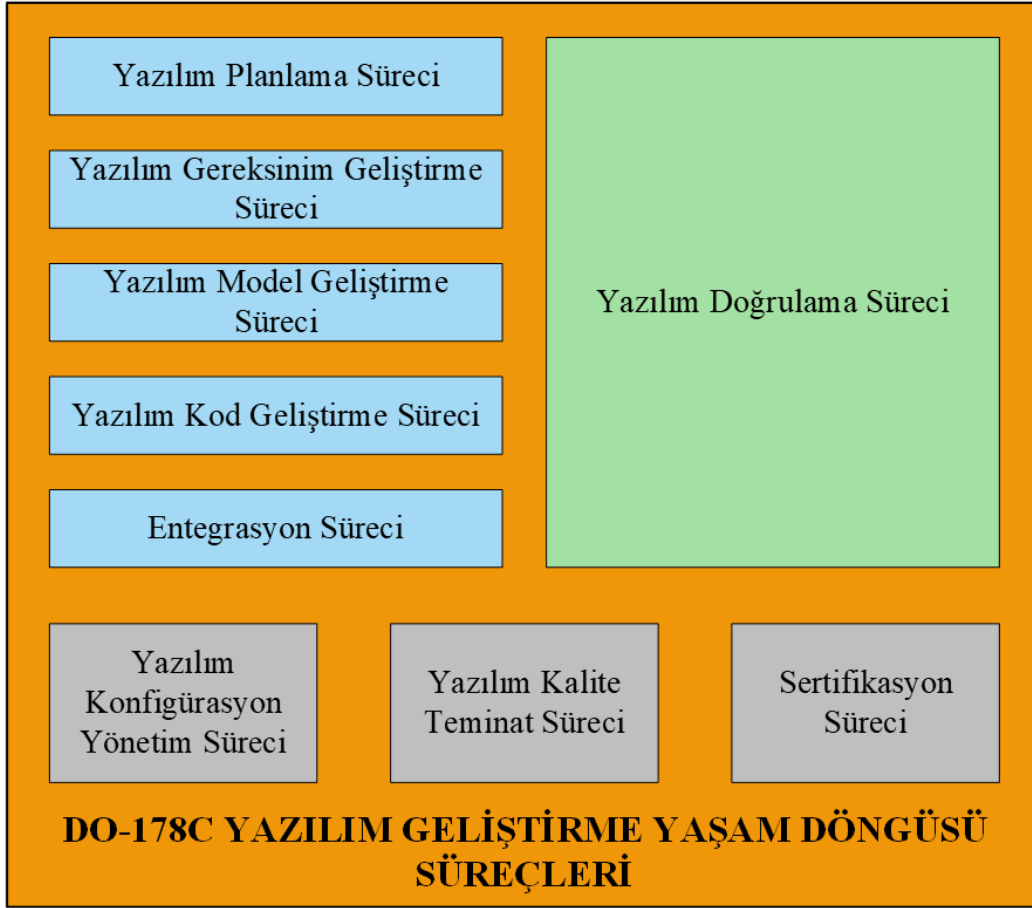 Yazılım Planlama Süreci
Yazılım Gereksinim Geliştirme
Süreci
Yazılım Model Geliştirme
Süreci
Yazılım Kod Geliştirme Süreci
Entegrasyon Süreci
Yazılım Doğrulama Süreci
Yazılım
Konfigürasyon
Yönetim Süreci
Yazılım Kalite
Teminat Süreci
Sertifikasyon
Süreci
DO-178C YAZILIM GELİŞTİRME YAŞAM DÖNGÜSÜ
SÜREÇLERİ